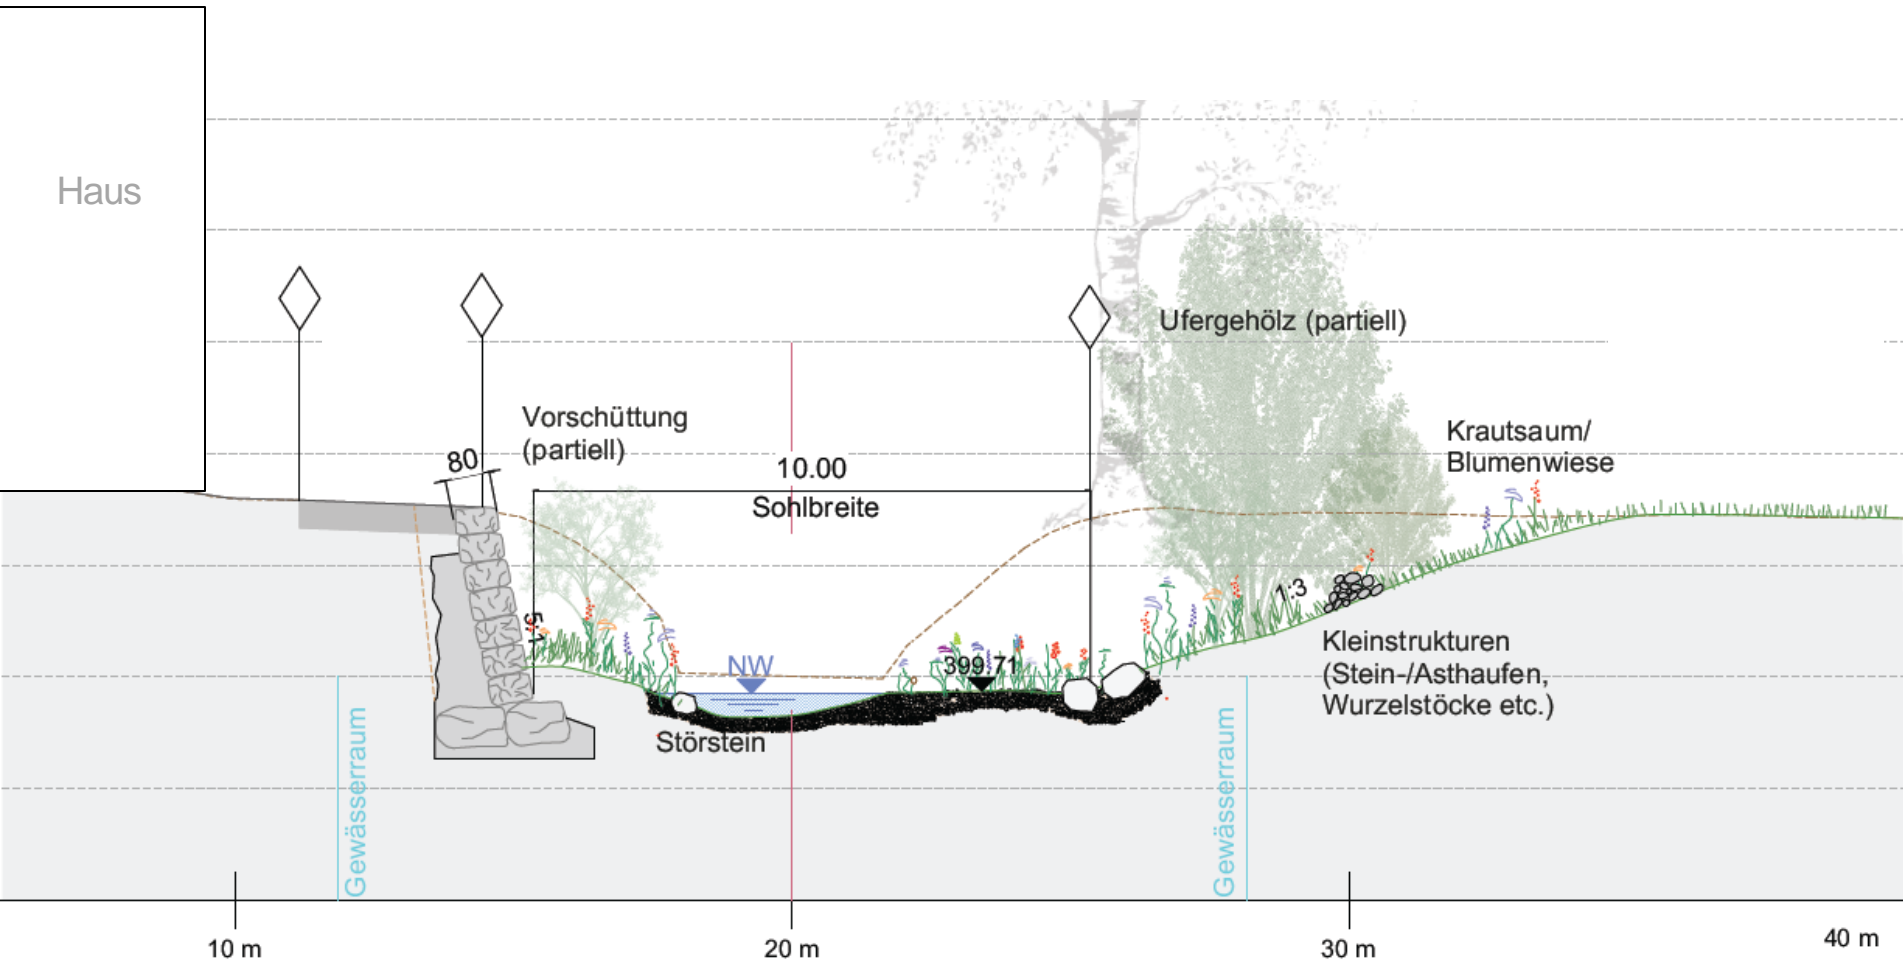 Haus
Ufergehölz (partiell)
Vorschüttung
(partiell)
Krautsaum/
Blumenwiese
80
10.00
Sohlbreite
1:3
5:1
Kleinstrukturen
(Stein-/Asthaufen,
Wurzelstöcke etc.)
NW
399.71
Störstein
Gewässerraum
Gewässerraum
10 m
20 m
30 m
40 m